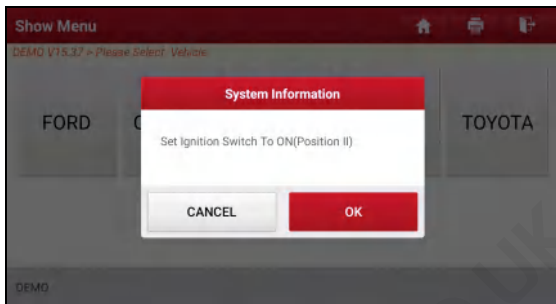 Show Menu
DEMO V15.37 > Please Select Vehicle
System Information
FORD
TOYOTA
Set Ignition Switch To ON(Position II)
CANCEL
OK
DEMO
UK